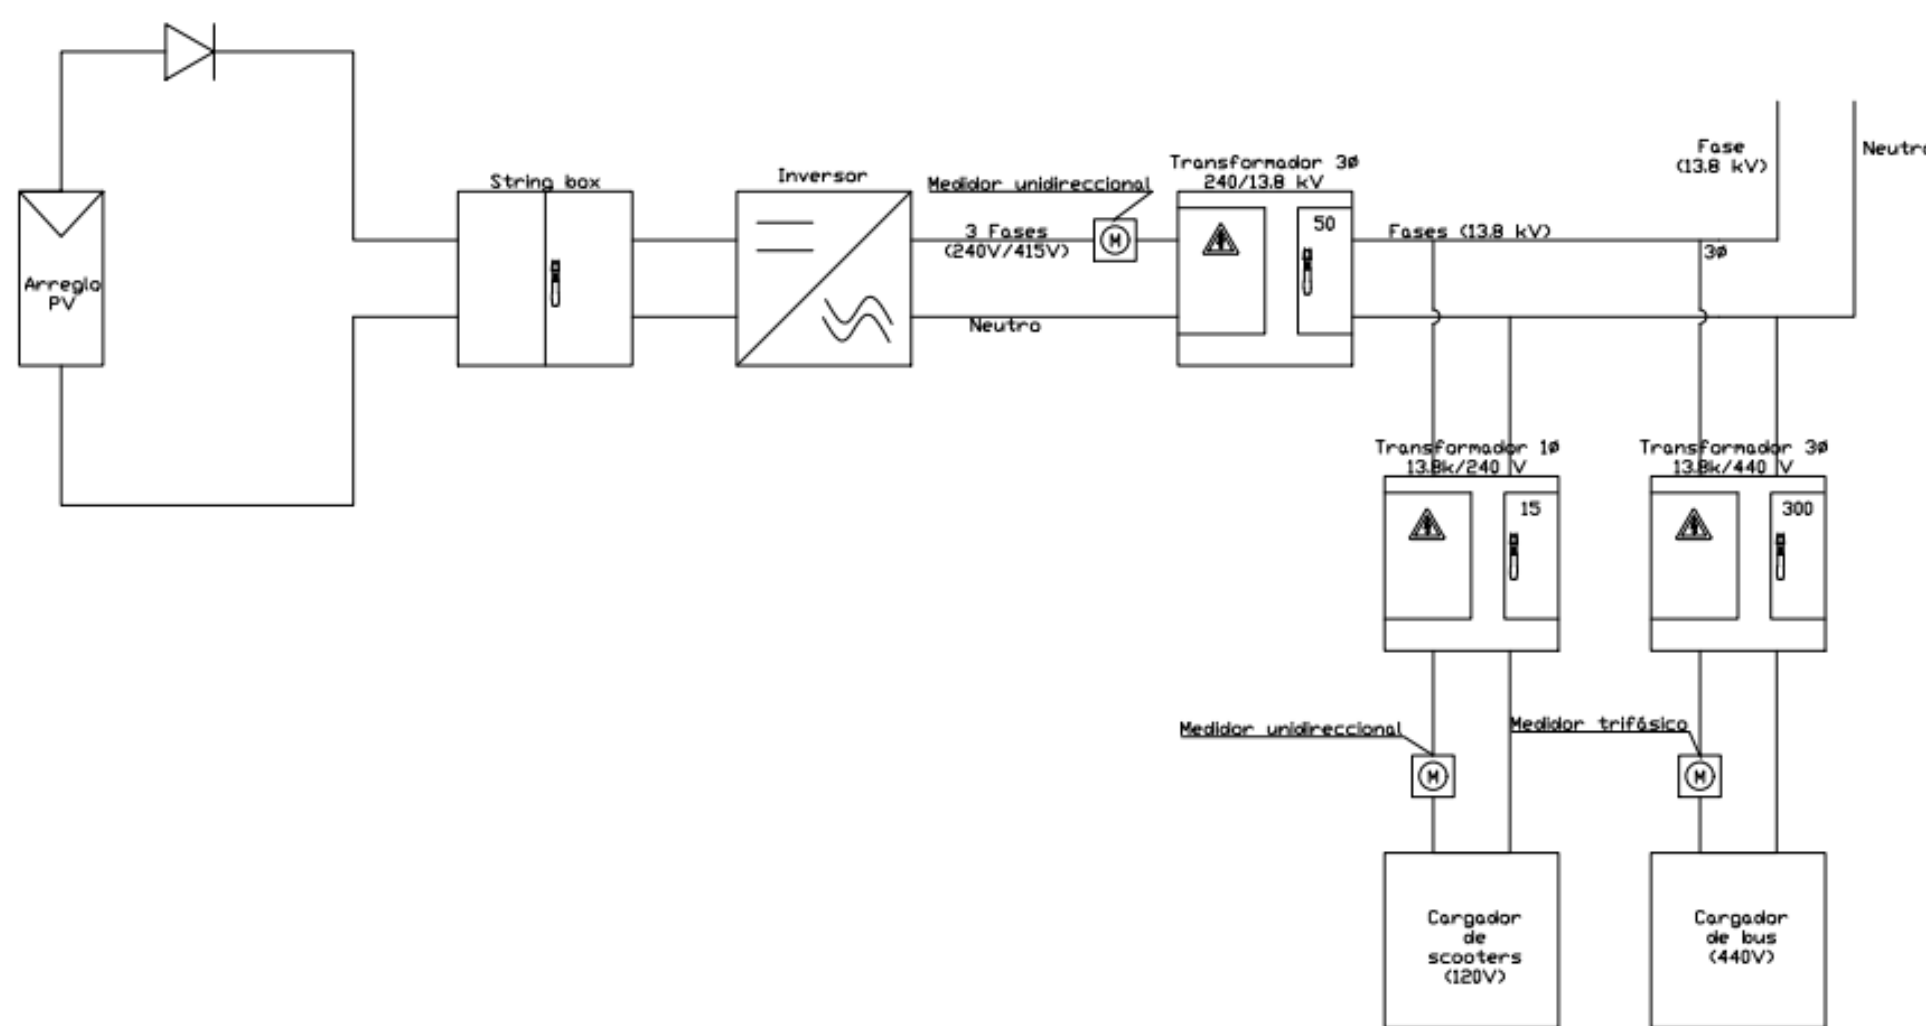 Arreglo
PV
String box
Inversor
Medidor unidireccional
3 Fases
(240V/415V)
M
Neutro
Transformador 3ø
240/13.8 kV
50
Fases (13.8 kV)
Fase
(13.8 kV)
Neutro
3ø
Transformador 1ø
13.8k/240 V
15
Transformador 3ø
13.8k/440 V
300
Medidor unidireccional
M
Medidor trifásico
M
Cargador
de
scooters
(120V)
Cargador
de bus
(440V)